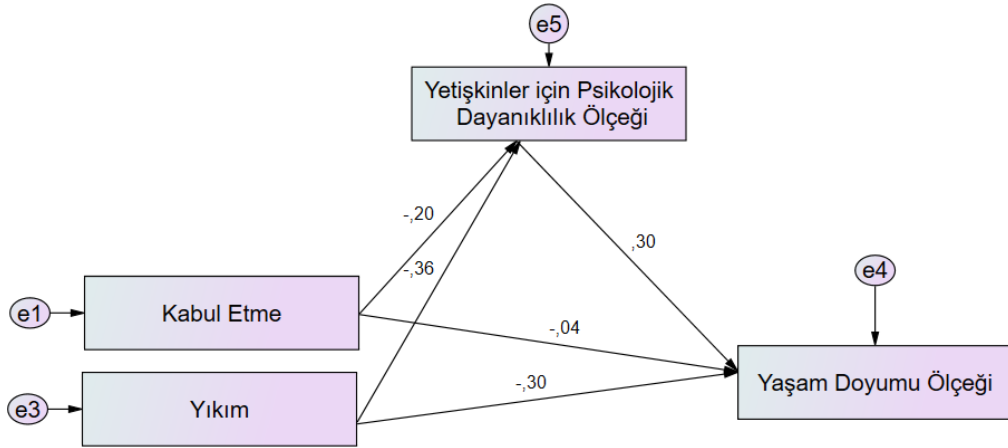 e5
Yetişkinler için Psikolojik
Dayanıklılık Ölçeği
-,20
,30
-,36
e4
e1
Kabul Etme
-,04
-,30
Yaşam Doyumu Ölçeği
e3
Yıkım